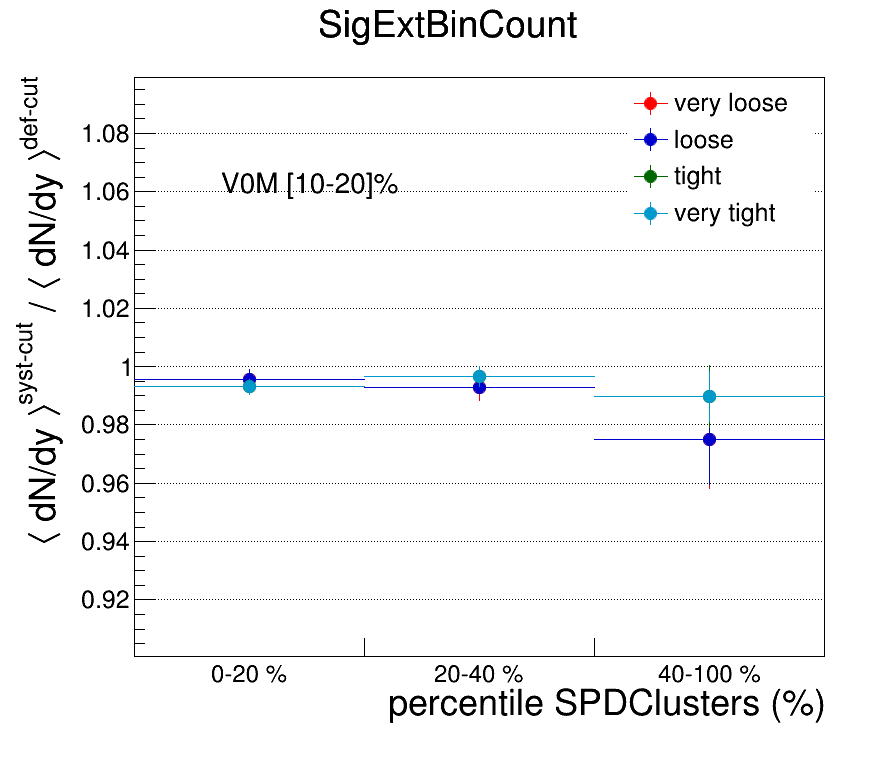 SigExtBinCount
⟨ dN/dy ⟩^syst-cut / ⟨ dN/dy ⟩^def-cut
1.08
1.06
1.04
1.02
1
0.98
0.96
0.94
0.92
V0M [10-20]%
very loose
loose
tight
very tight
0-20 %
20-40 %
40-100 %
percentile SPDClusters (%)